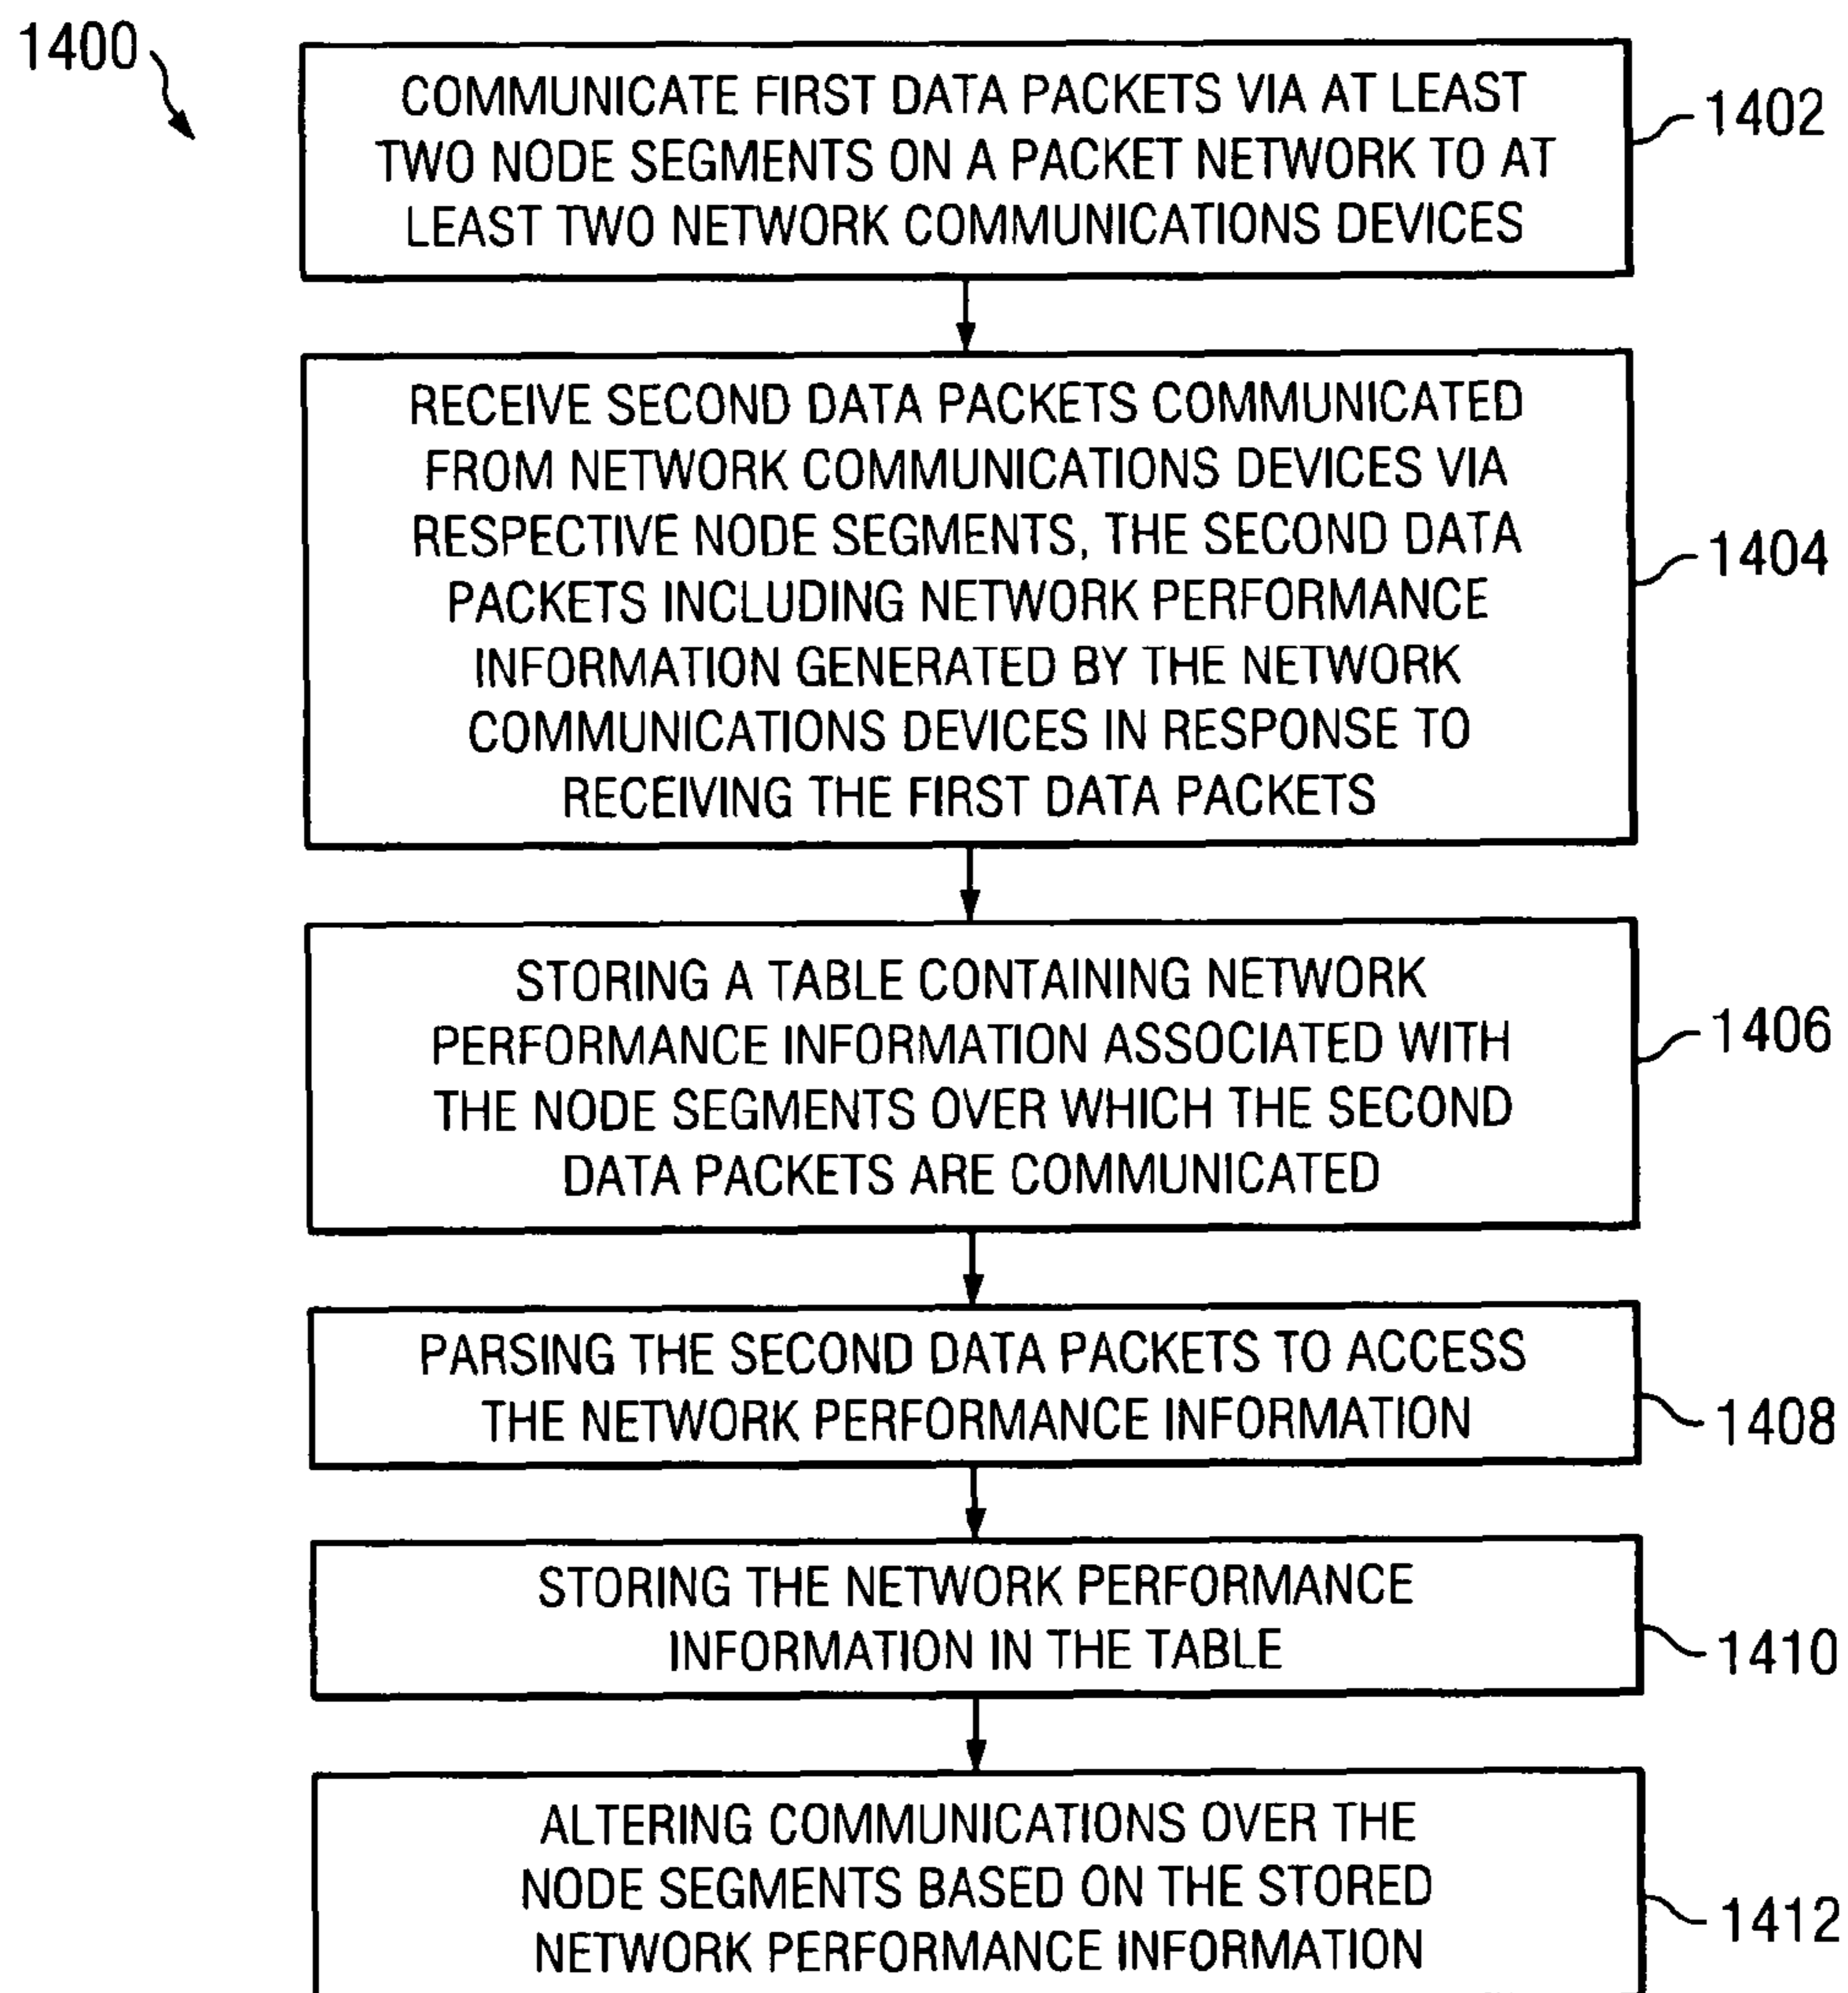 1400
COMMUNICATE FIRST DATA PACKETS VIA AT LEAST
TWO NODE SEGMENTS ON A PACKET NETWORK TO AT
LEAST TWO NETWORK COMMUNICATIONS DEVICES
1402
RECEIVE SECOND DATA PACKETS COMMUNICATED
FROM NETWORK COMMUNICATIONS DEVICES VIA
RESPECTIVE NODE SEGMENTS, THE SECOND DATA
PACKETS INCLUDING NETWORK PERFORMANCE
INFORMATION GENERATED BY THE NETWORK
COMMUNICATIONS DEVICES IN RESPONSE TO
RECEIVING THE FIRST DATA PACKETS
1404
STORING A TABLE CONTAINING NETWORK
PERFORMANCE INFORMATION ASSOCIATED WITH
THE NODE SEGMENTS OVER WHICH THE SECOND
DATA PACKETS ARE COMMUNICATED
1406
PARSING THE SECOND DATA PACKETS TO ACCESS
THE NETWORK PERFORMANCE INFORMATION
1408
STORING THE NETWORK PERFORMANCE
INFORMATION IN THE TABLE
1410
ALTERING COMMUNICATIONS OVER THE
NODE SEGMENTS BASED ON THE STORED
NETWORK PERFORMANCE INFORMATION
1412